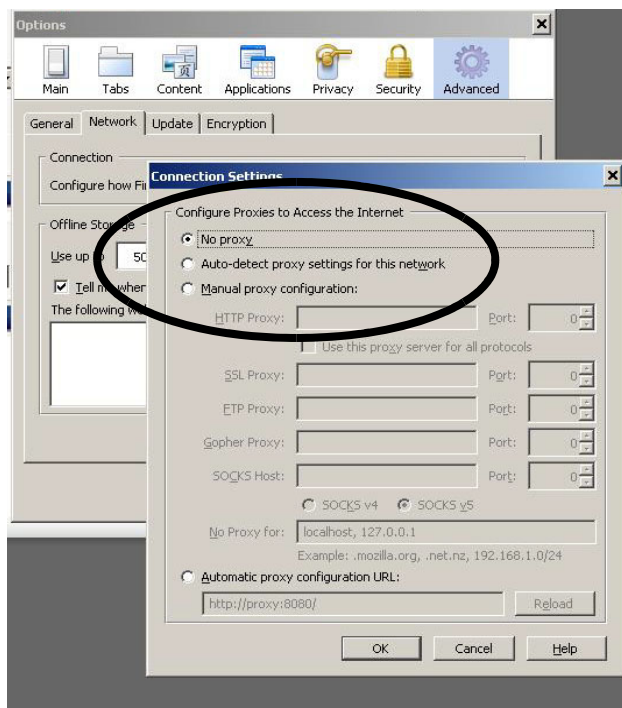 Options
Main Tabs Content Applications Privacy Security Advanced
General Network Update Encryption
Connection
Configure how
Connection Settings
Configure Proxies to Access the Internet
Offline Storage
No proxy
Use up
Auto-detect proxy settings for this network
Tell me
Manual proxy configuration:
The following
HTTP Proxy: Port: 0
Use this proxy server for all protocols
SSL Proxy: Port: 0
FTP Proxy: Port: 0
Gopher Proxy: Port: 0
SOCKS Host: Port: 0
SOCKS v4 SOCKS v5
No Proxy for: localhost, 127.0.0.1
Example: .mozilla.org, .net.nz, 192.168.1.0/24
Automatic proxy configuration URL:
http://proxy:8080/ Reload
OK Cancel Help